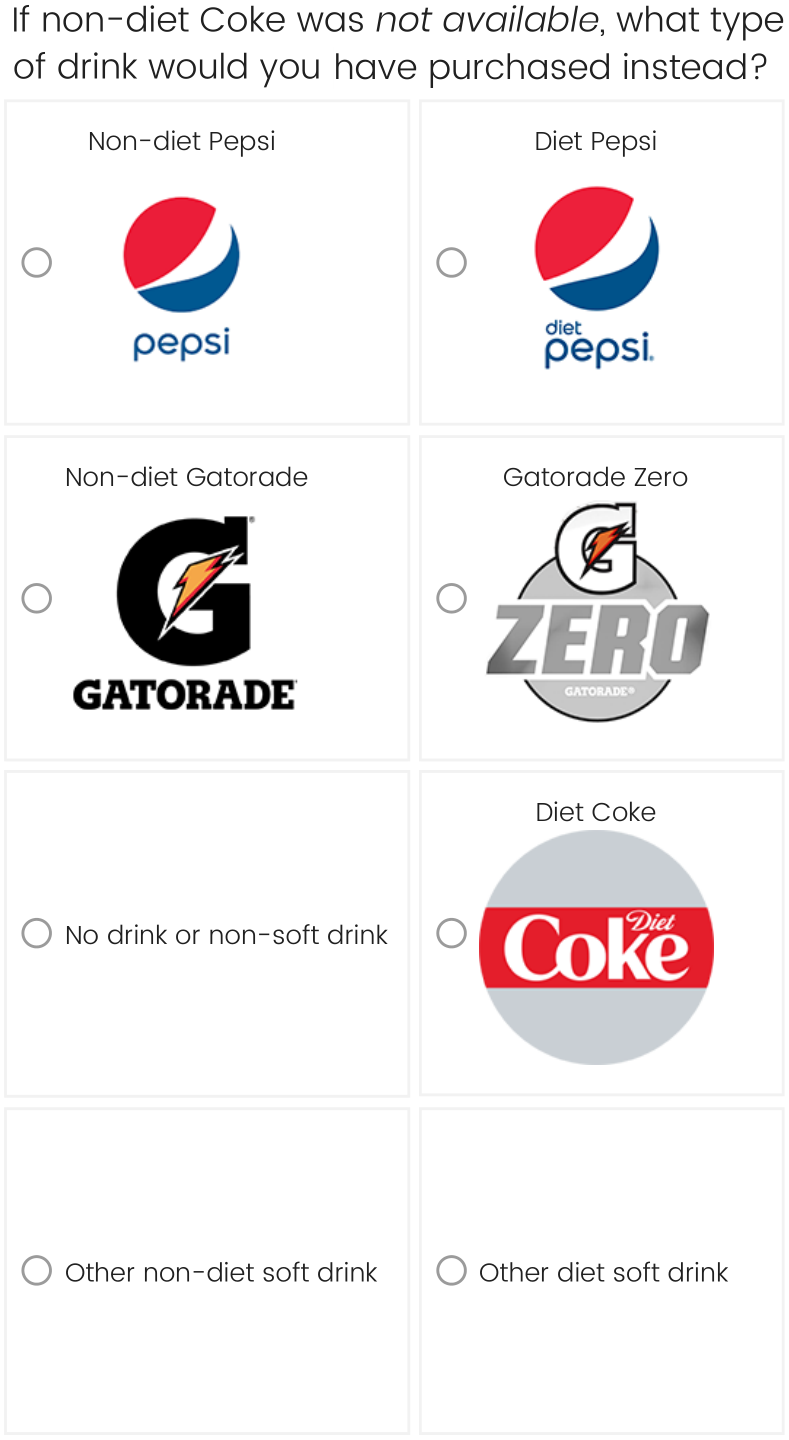 If non-diet Coke was not available, what type
of drink would you have purchased instead?
Non-diet Pepsi
pepsi
Diet Pepsi
diet
pepsi.
Non-diet Gatorade
G
GATORADE
Gatorade Zero
G
ZERO
GATORADE®
No drink or non-soft drink
Diet Coke
Diet
Coke
Other non-diet soft drink
Other diet soft drink